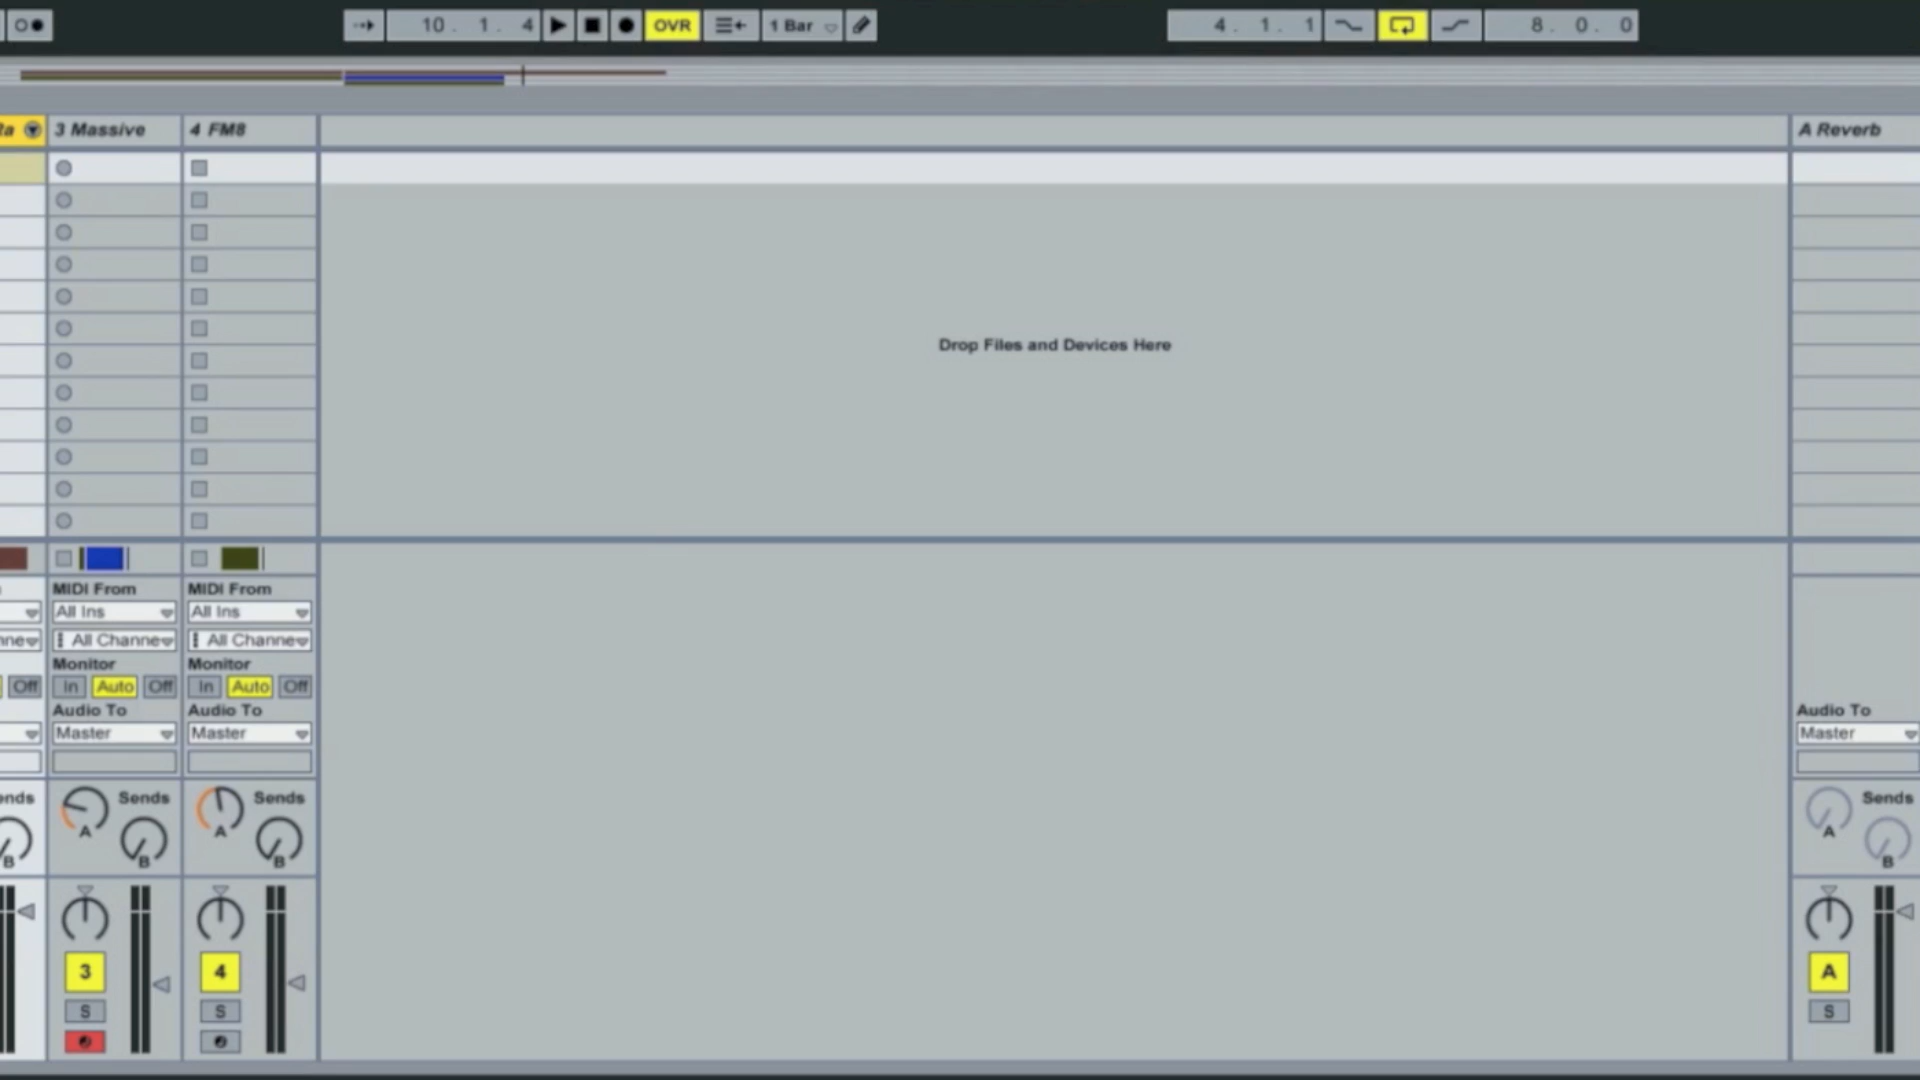 10. 1. 4 OVR 1 Bar 4. 1. 1 8. 0. 0
Ra 3 Massive 4 FM8 A Reverb
Drop Files and Devices Here
MIDI From MIDI From
All Ins All Ins
All Channe All Channe
Monitor Monitor
Off In Auto Off In Auto Off
Audio To Audio To Audio To
Master Master Master
Sends Sends Sends
A A A
B B B B
3 4 A
S S S